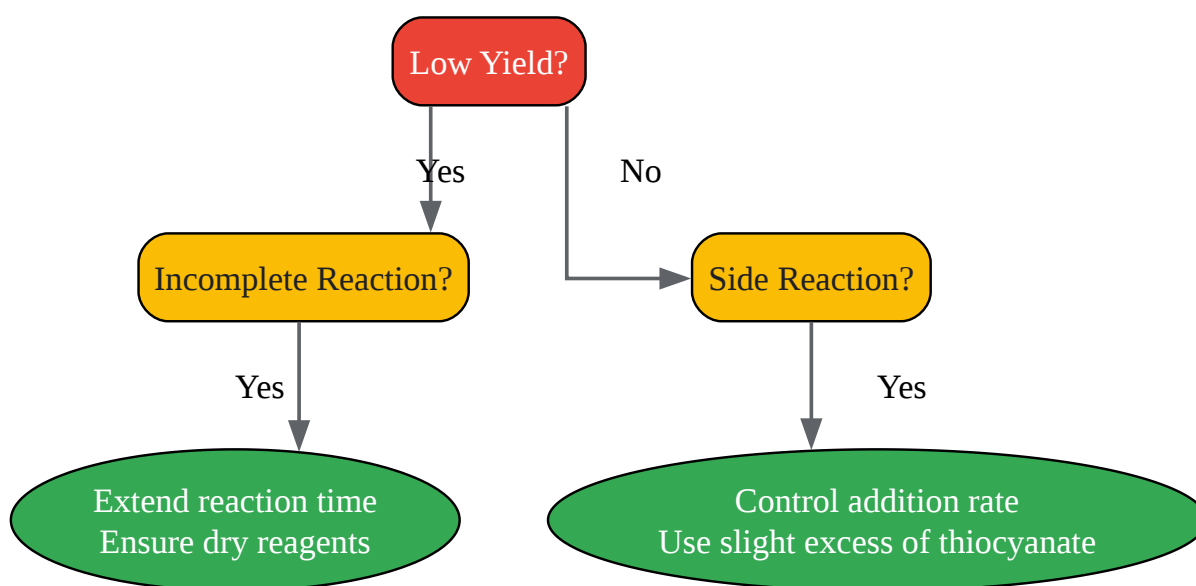 Low Yield?
Yes
No
Incomplete Reaction?
Side Reaction?
Yes
Yes
Extend reaction time
Ensure dry reagents
Control addition rate
Use slight excess of thiocyanate